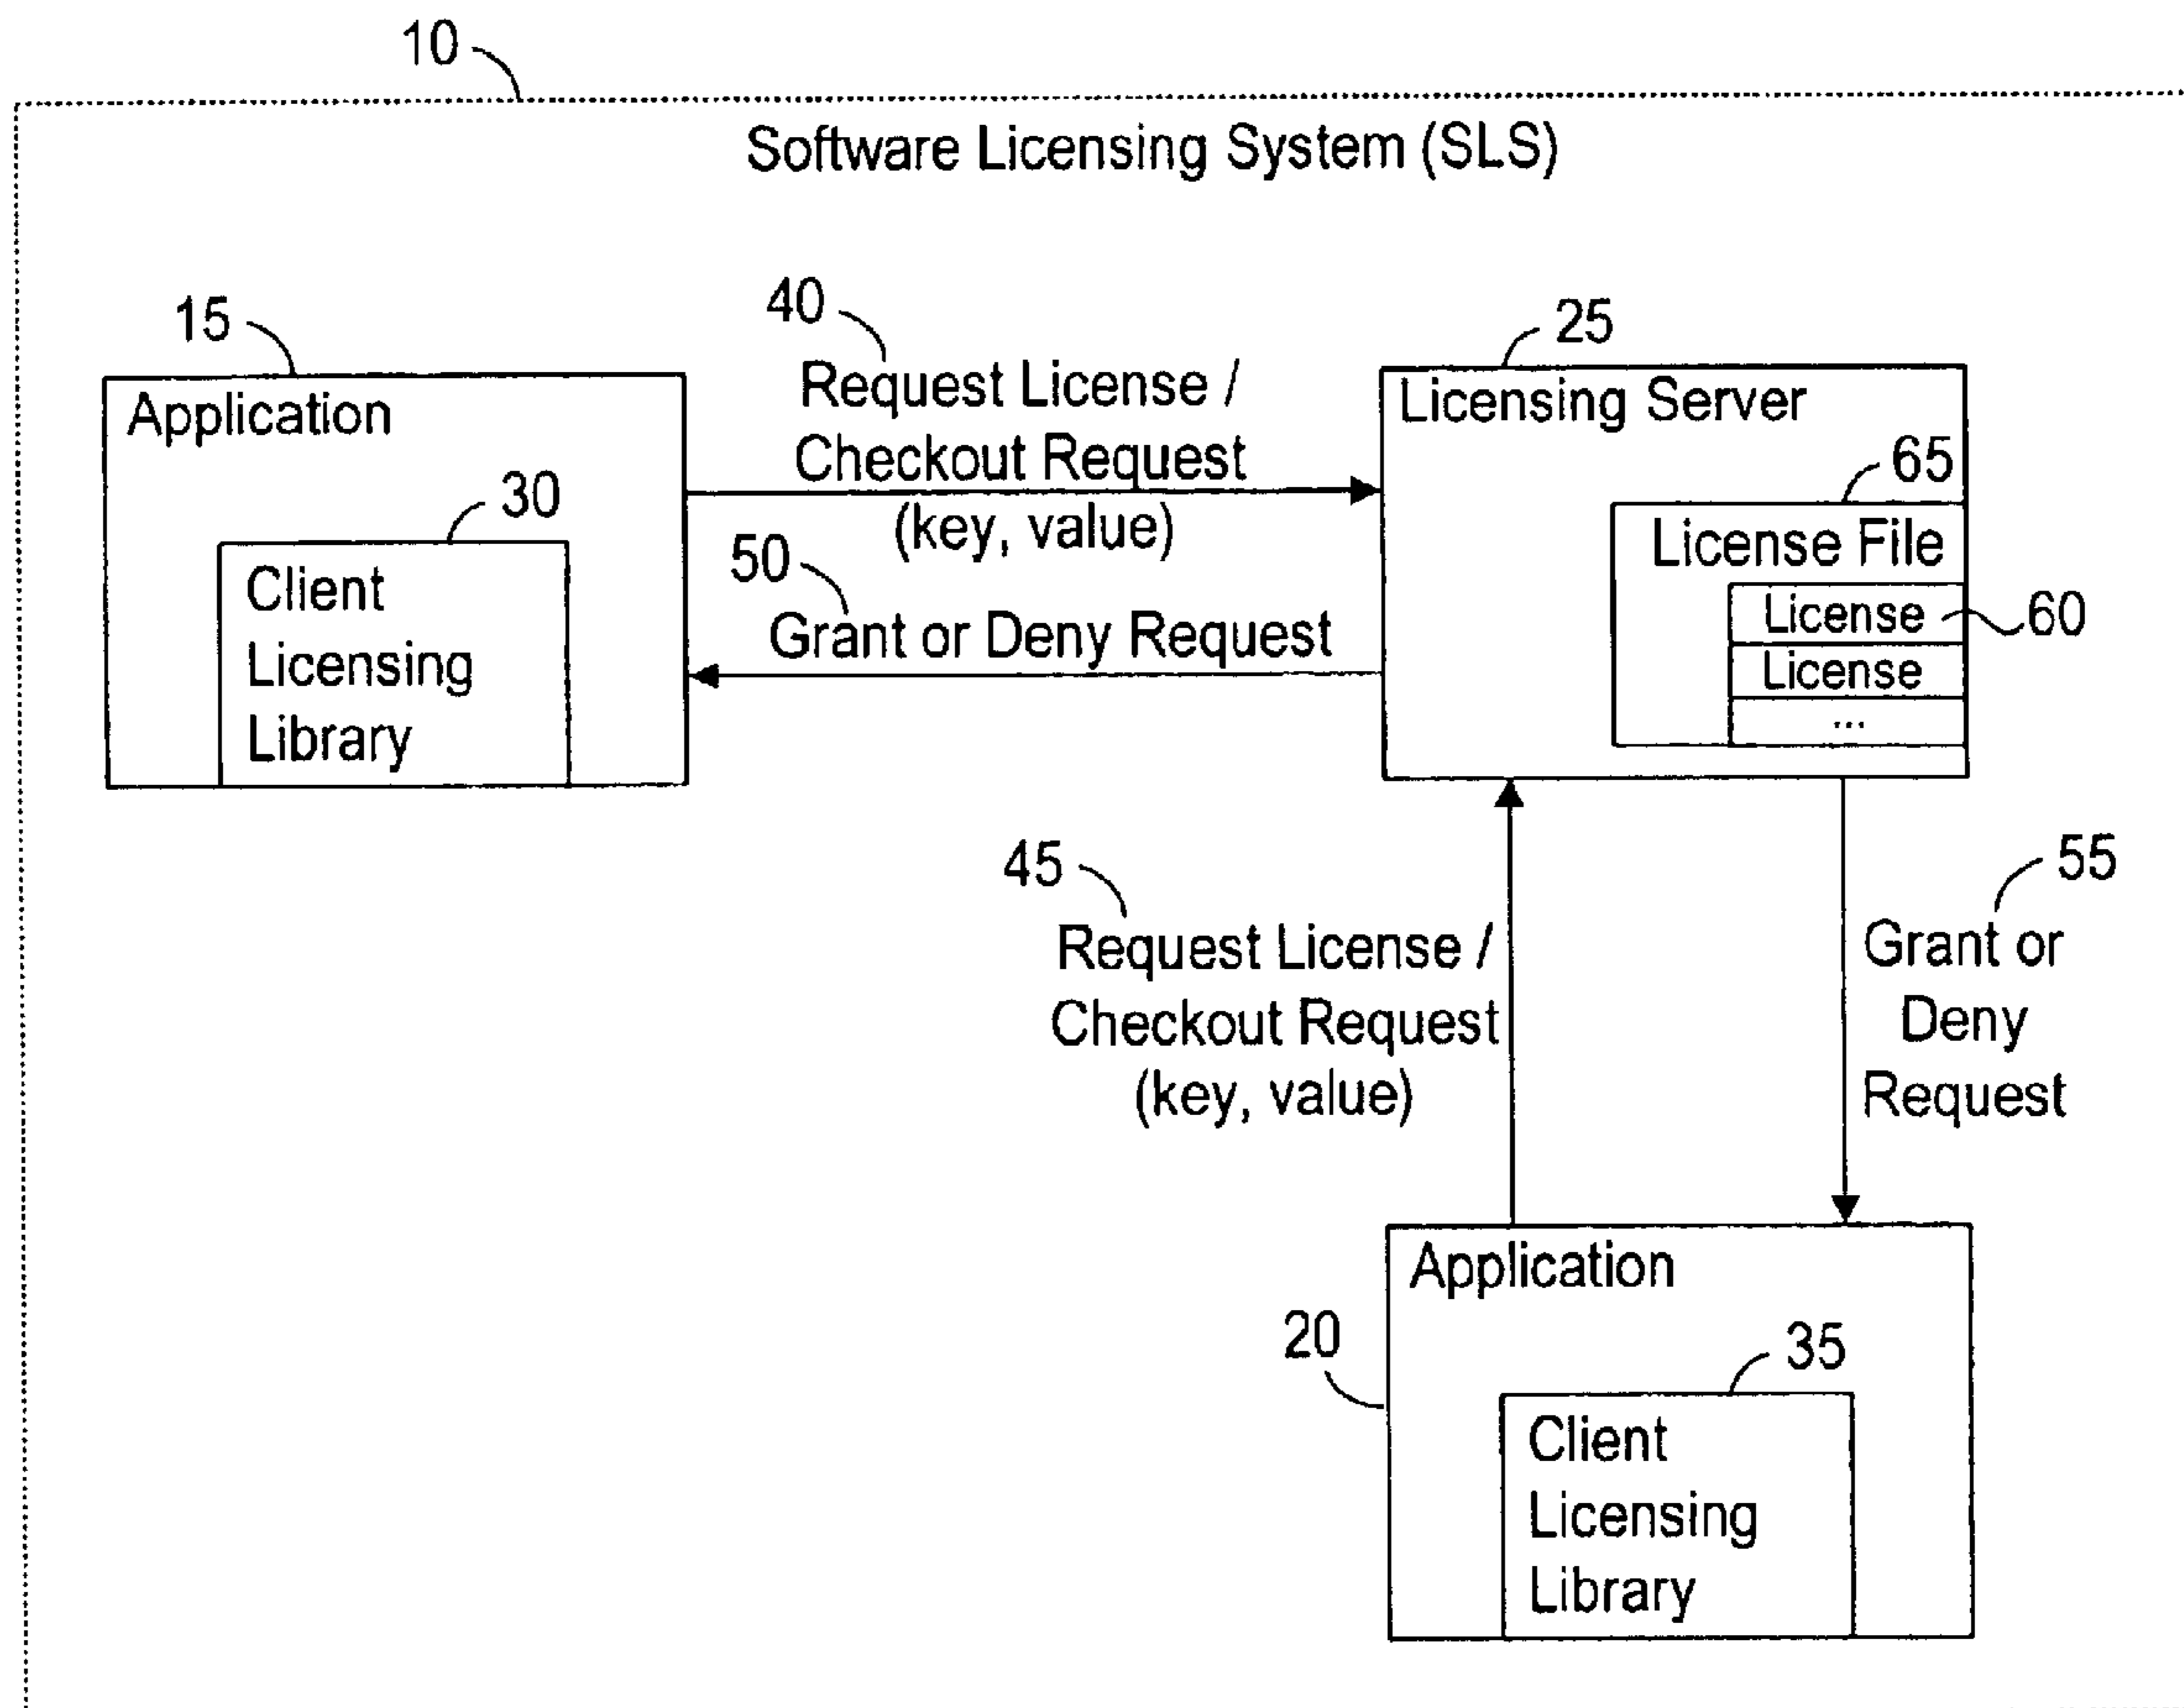 10
Software Licensing System (SLS)
15
Application
30
Client
Licensing
Library
40
Request License /
Checkout Request
(key, value)
50
Grant or Deny Request
25
Licensing Server
65
License File
License
60
License
...
45
Request License /
Checkout Request
(key, value)
55
Grant or
Deny
Request
20
Application
35
Client
Licensing
Library